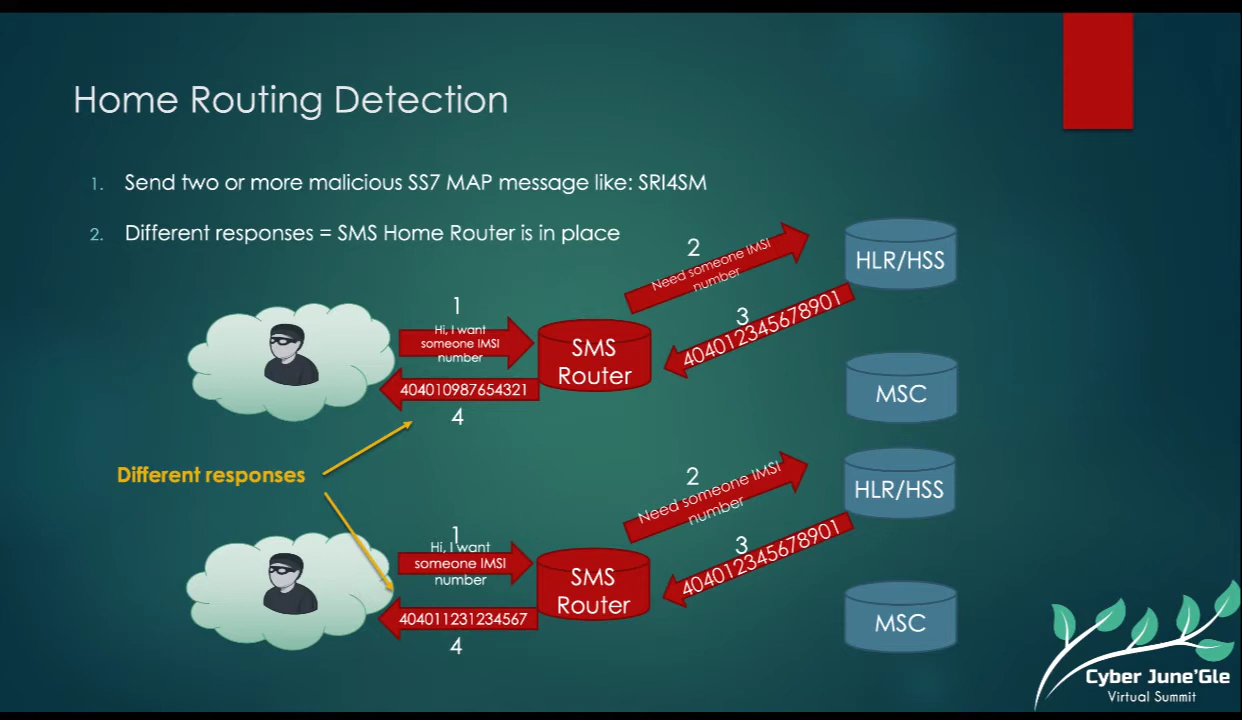 Home Routing Detection
1. Send two or more malicious SS7 MAP message like: SRI4SM
2. Different responses = SMS Home Router is in place
2
Need someone IMSI
number
HLR/HSS
1
Hi, I want
someone IMSI
number
3
404012345678901
SMS
Router
404010987654321
4
MSC
Different responses
2
Need someone IMSI
number
HLR/HSS
1
Hi, I want
someone IMSI
number
3
404012345678901
SMS
Router
404011231234567
4
MSC
Cyber June'Gle
Virtual Summit